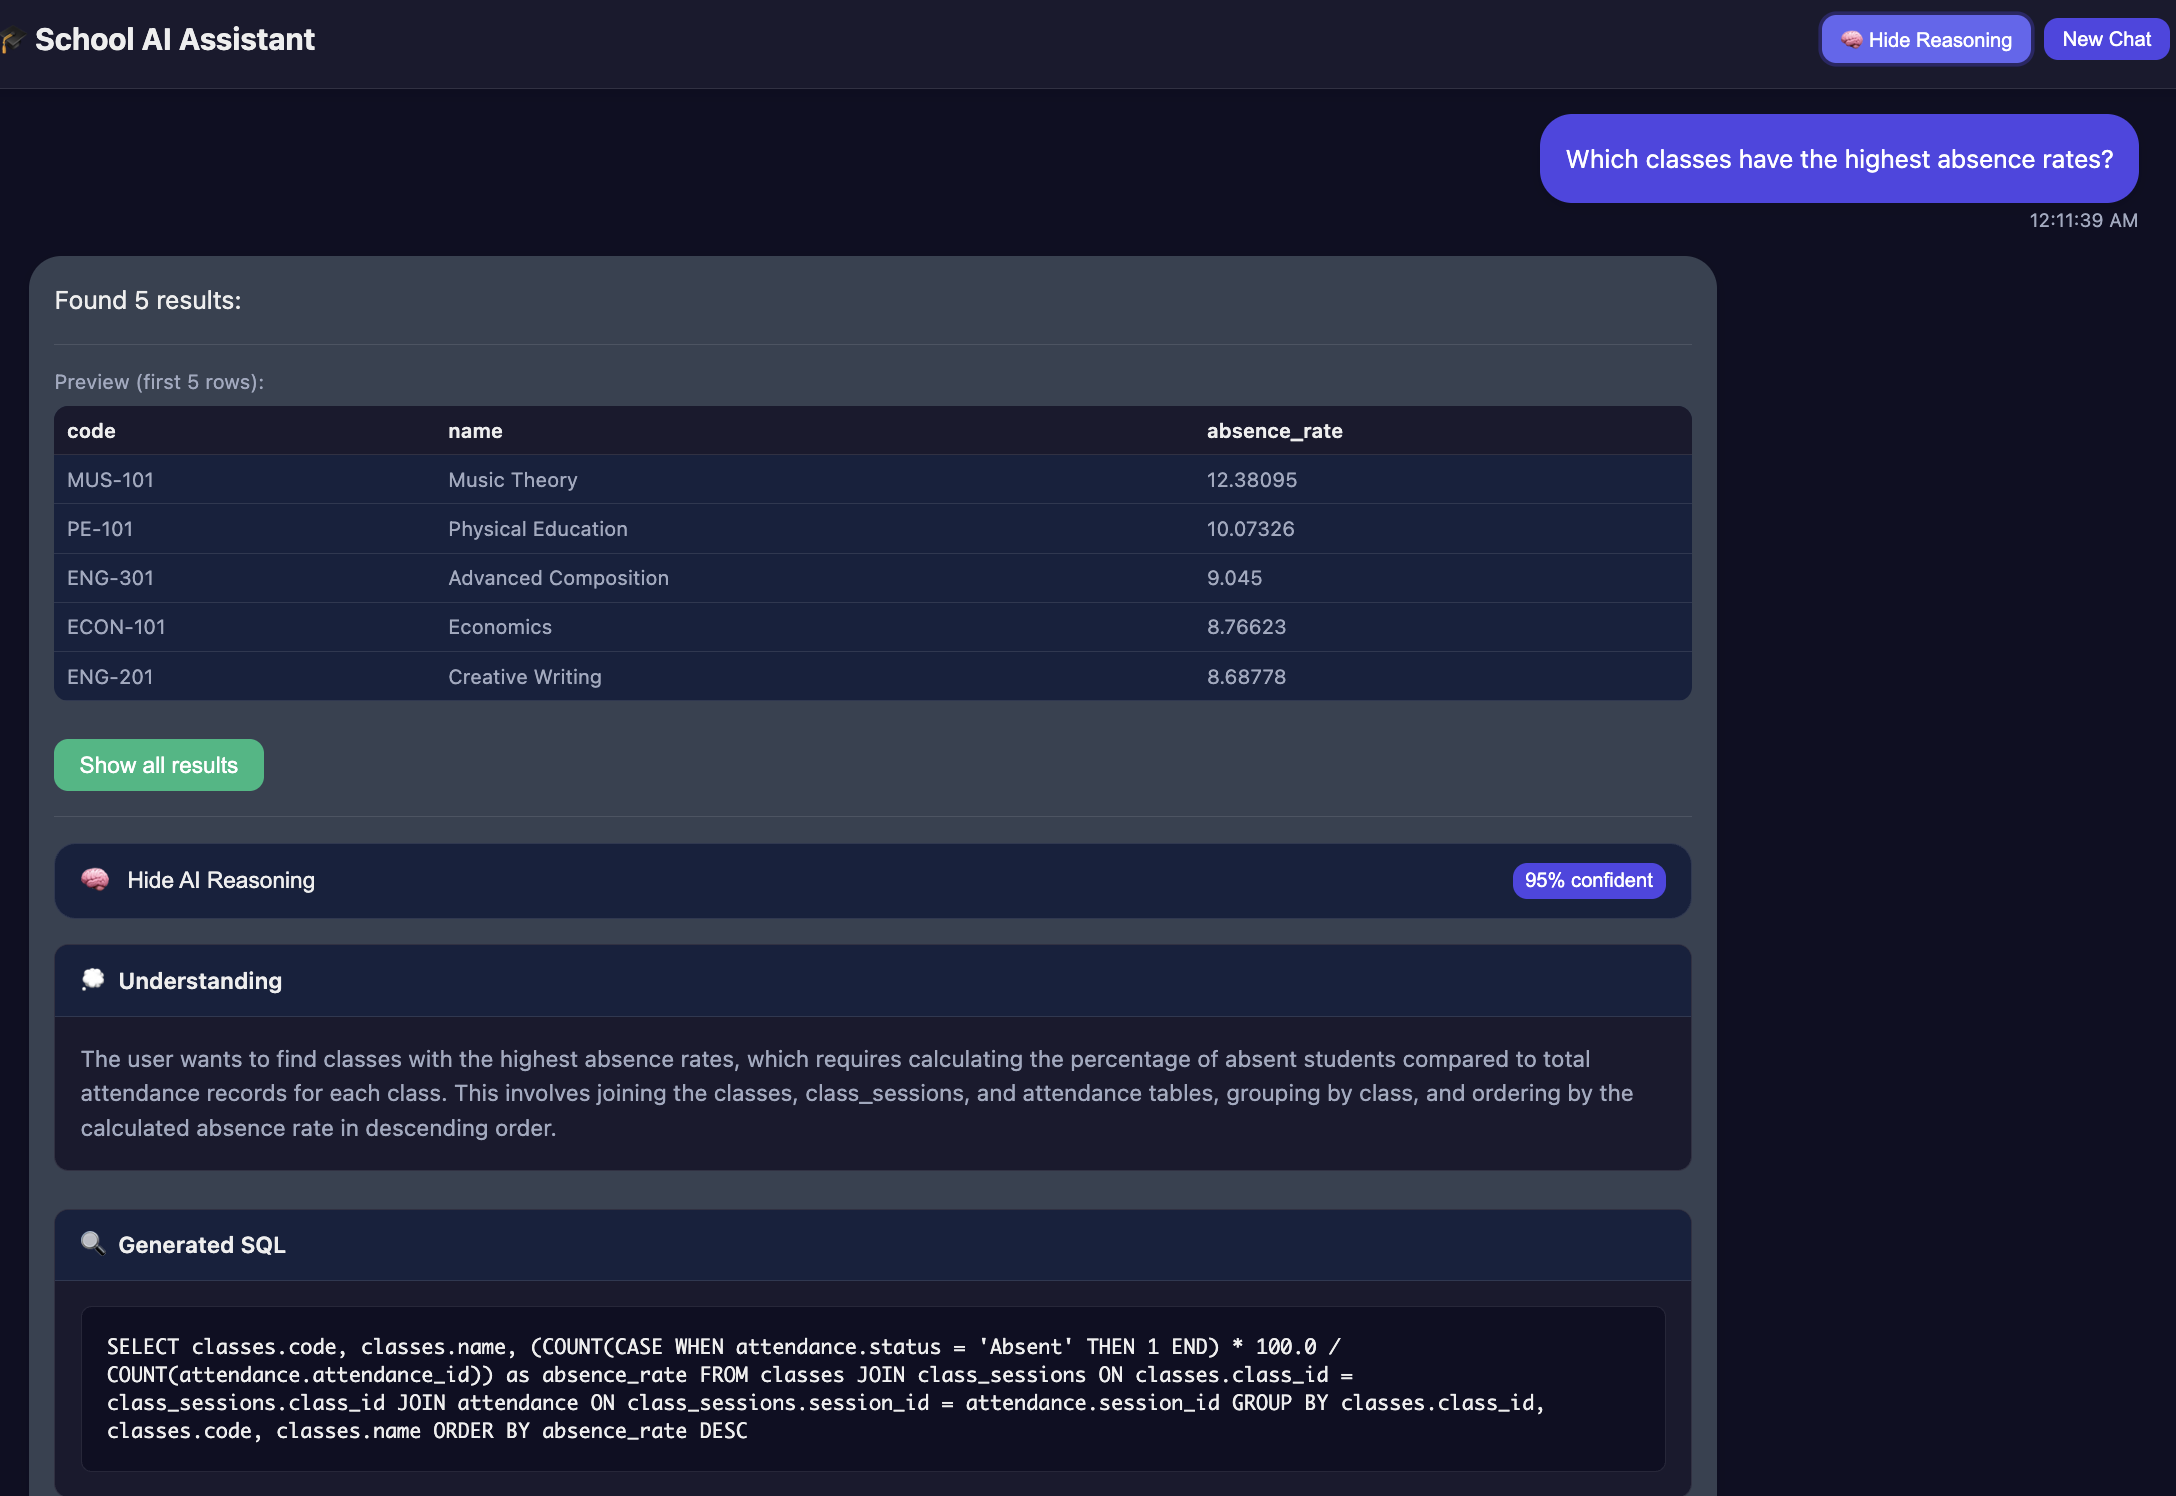 School AI Assistant
Hide Reasoning
New Chat
Which classes have the highest absence rates?
12:11:39 AM
Found 5 results:
Preview (first 5 rows):
code name absence_rate
MUS-101 Music Theory 12.38095
PE-101 Physical Education 10.07326
ENG-301 Advanced Composition 9.045
ECON-101 Economics 8.76623
ENG-201 Creative Writing 8.68778
Show all results
Hide AI Reasoning
95% confident
Understanding
The user wants to find classes with the highest absence rates, which requires calculating the percentage of absent students compared to total
attendance records for each class. This involves joining the classes, class_sessions, and attendance tables, grouping by class, and ordering by the
calculated absence rate in descending order.
Generated SQL
SELECT classes.code, classes.name, (COUNT(CASE WHEN attendance.status = 'Absent' THEN 1 END) * 100.0 /
COUNT(attendance.attendance_id)) as absence_rate FROM classes JOIN class_sessions ON classes.class_id =
class_sessions.class_id JOIN attendance ON class_sessions.session_id = attendance.session_id GROUP BY classes.class_id,
classes.code, classes.name ORDER BY absence_rate DESC